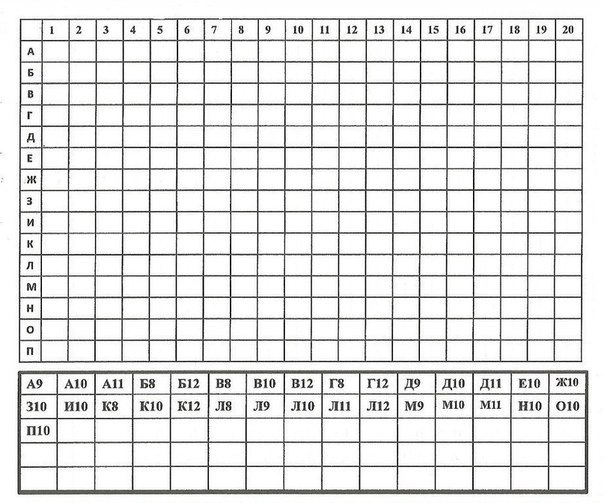 1 2 3 4 5 6 7 8 9 10 11 12 13 14 15 16 17 18 19 20
А
Б
В
Г
Д
Е
Ж
З
И
К
Л
М
Н
О
П
А9 А10 А11 Б8 Б12 В8 В10 В12 Г8 Г12 Д9 Д10 Д11 Е10 Ж10
З10 И10 К8 К10 К12 Л8 Л9 Л10 Л11 Л12 М9 М10 М11 Н10 О10
П10